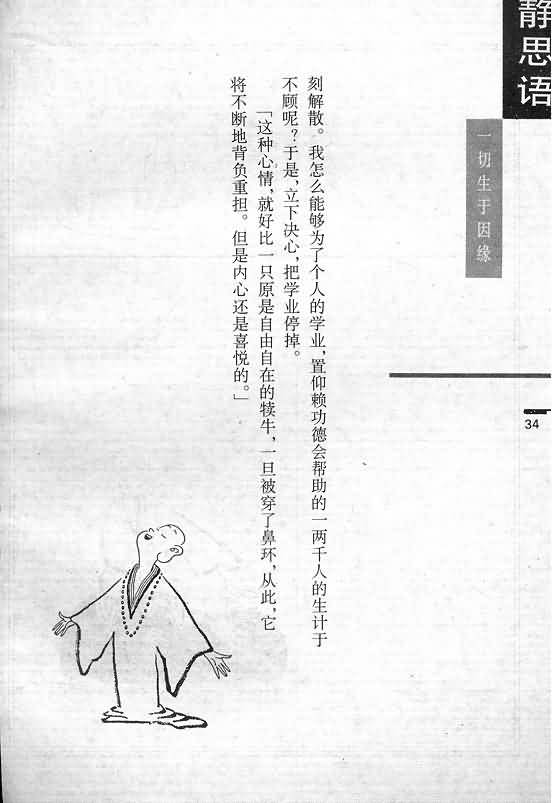 静思语
一切生于因缘
34
刻解散。我怎么能够为了个人的学业，置仰赖功德会帮助的一两千人的生计于
不顾呢？于是，立下决心，把学业停掉。
「这种心情，就好比一只原是自由自在的犊牛，一旦被穿了鼻环，从此，它
将不断地背负重担。但是内心还是喜悦的。」